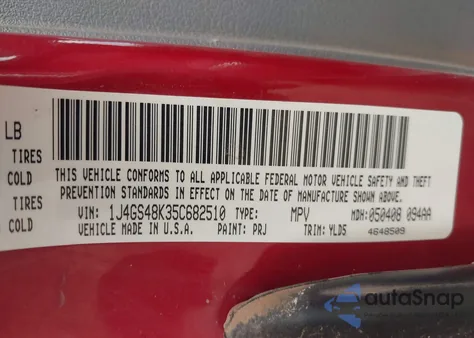 LB
TIRES
COLD THIS VEHICLE CONFORMS TO ALL APPLICABLE FEDERAL MOTOR VEHICLE SAFETY AND THEFT
TIRES PREVENTION STANDARDS IN EFFECT ON THE DATE OF MANUFACTURE SHOWN ABOVE.
COLD VIN: 1J4GS48K35C682510 TYPE: MPV MDH:050408 094AA
VEHICLE MADE IN U.S.A. PAINT: PRJ TRIM: YLD5 4648509
autoSnap